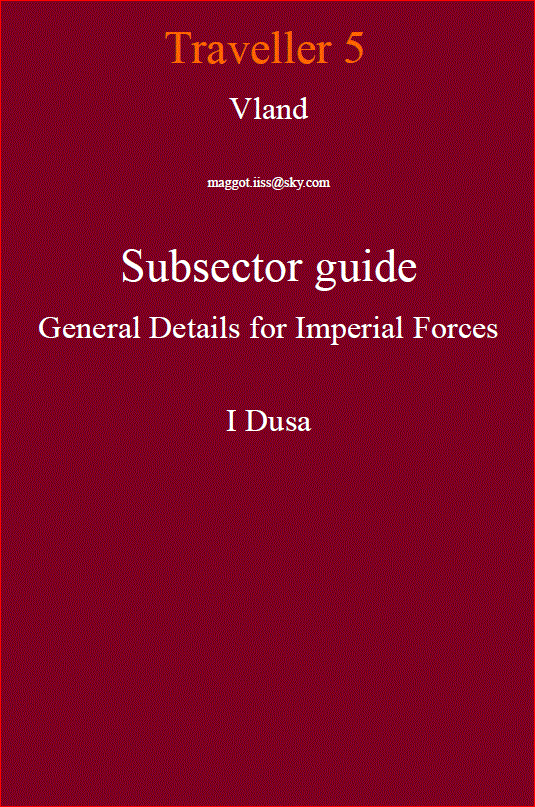 Traveller 5
Vland
maggot.iiss@sky.com
Subsector guide
General Details for Imperial Forces
I Dusa